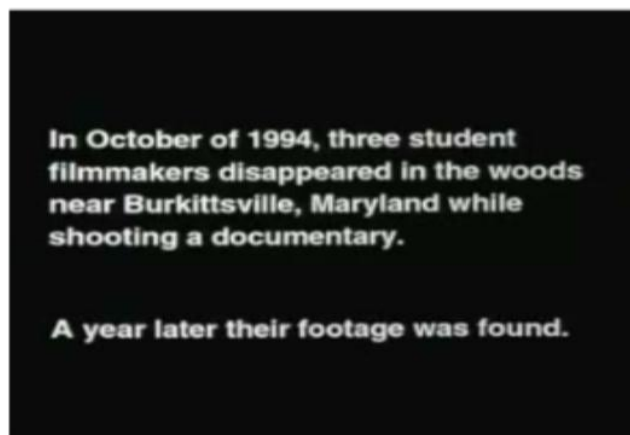 In October of 1994, three student
filmmakers disappeared in the woods
near Burkittsville, Maryland while
shooting a documentary.
A year later their footage was found.